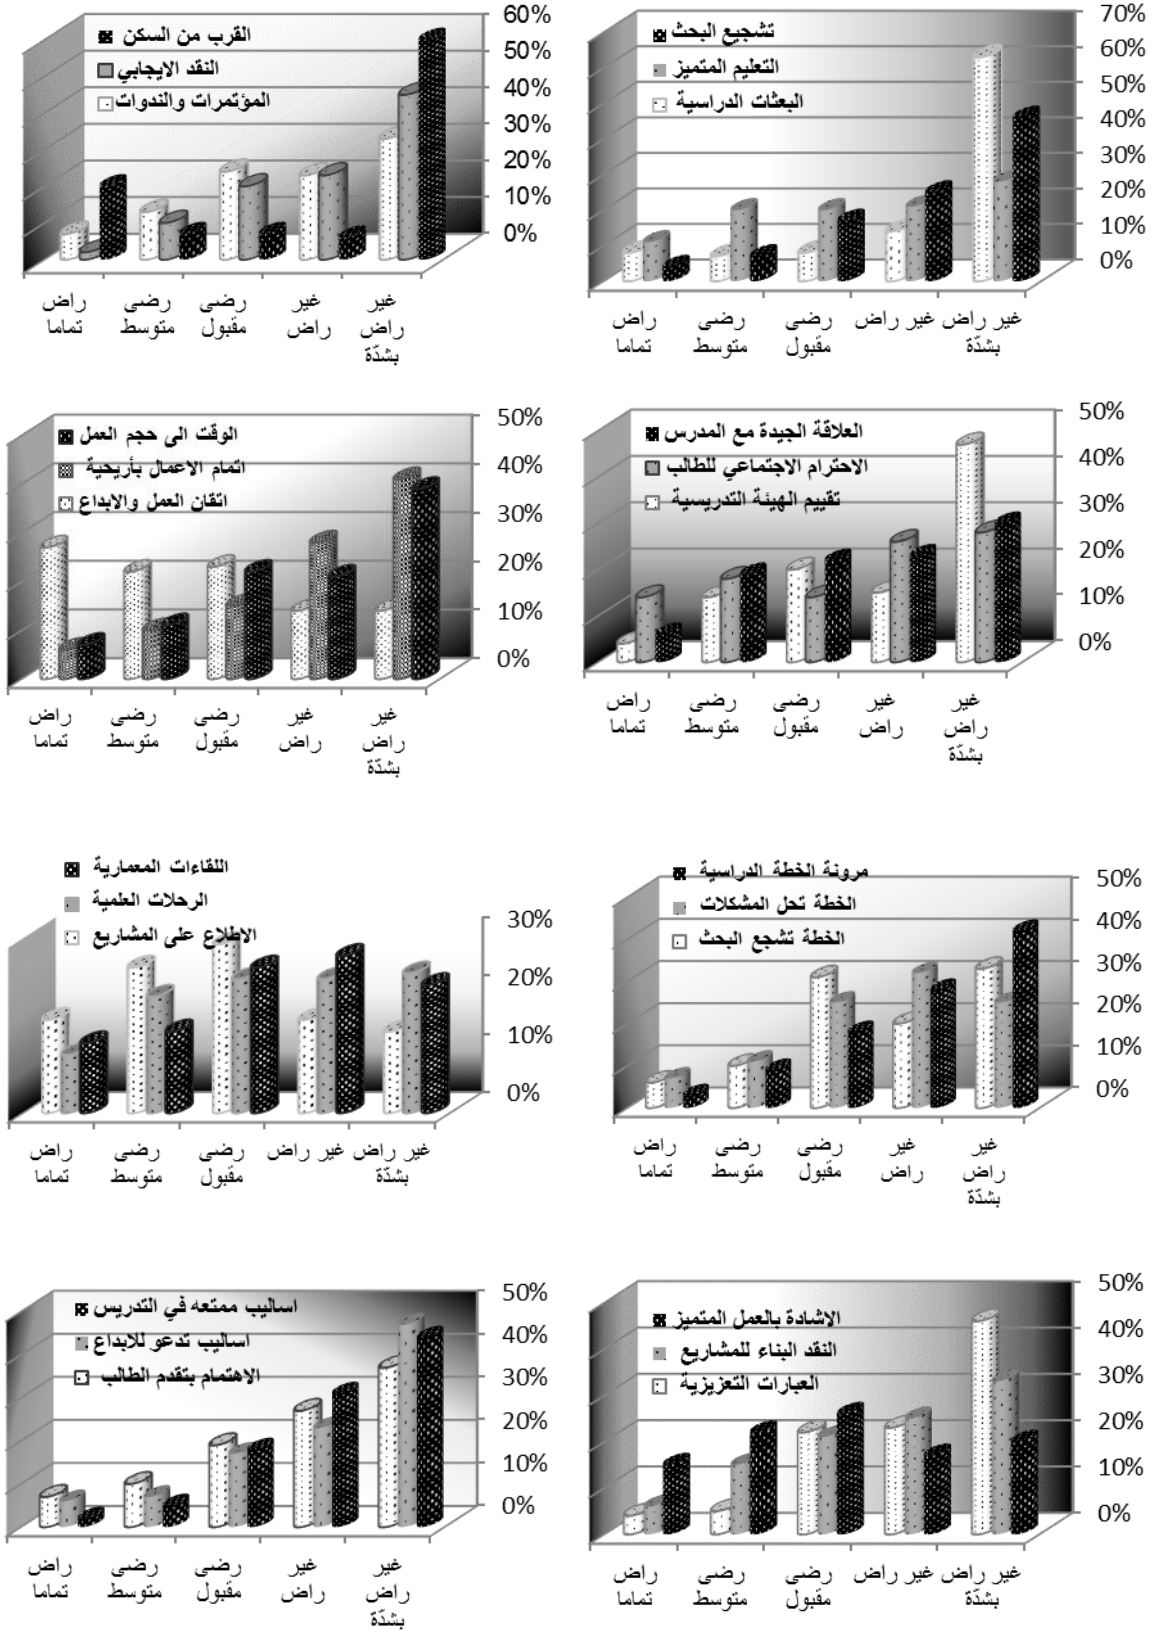 القرب من السكن
النقد الايجابي
المؤتمرات والندوات
60%
50%
40%
30%
20%
10%
0%
راض تماما
رضى متوسط
رضى مقبول
غير راض
غير راض بشدّة
تشجيع البحث
التعليم المتميز
البعثات الدراسية
70%
60%
50%
40%
30%
20%
10%
0%
راض تماما
رضى متوسط
رضى مقبول
غير راض
غير راض بشدّة
الوقت الى حجم العمل
اتمام الاعمال بأريحية
اتقان العمل والابداع
50%
40%
30%
20%
10%
0%
راض تماما
رضى متوسط
رضى مقبول
غير راض
غير راض بشدّة
العلاقة الجيدة مع المدرس
الاحترام الاجتماعي للطالب
تقييم الهيئة التدريسية
50%
40%
30%
20%
10%
0%
راض تماما
رضى متوسط
رضى مقبول
غير راض
غير راض بشدّة
اللقاءات المعمارية
الرحلات العلمية
الاطلاع على المشاريع
30%
20%
10%
0%
راض تماما
رضى متوسط
رضى مقبول
غير راض
غير راض بشدّة
مرونة الخطة الدراسية
الخطة تحل المشكلات
الخطة تشجع البحث
50%
40%
30%
20%
10%
0%
راض تماما
رضى متوسط
رضى مقبول
غير راض
غير راض بشدّة
اساليب ممتعه في التدريس
اساليب تدعو للابداع
الاهتمام بتقدم الطالب
50%
40%
30%
20%
10%
0%
راض تماما
رضى متوسط
رضى مقبول
غير راض
غير راض بشدّة
الاشادة بالعمل المتميز
النقد البناء للمشاريع
العبارات التعزيزية
50%
40%
30%
20%
10%
0%
راض تماما
رضى متوسط
رضى مقبول
غير راض
غير راض بشدّة